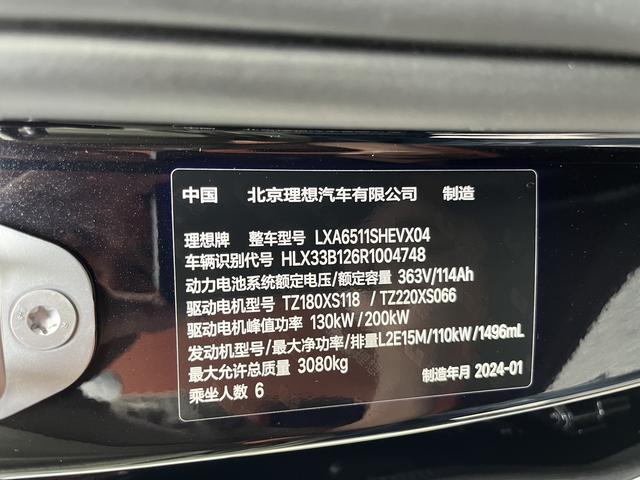 中国 北京理想汽车有限公司 制造
理想牌 整车型号 LXA6511SHEVX04
车辆识别代号 HLX33B126R1004748
动力电池系统额定电压/额定容量 363V/114Ah
驱动电机型号 TZ180XS118 / TZ220XS066
驱动电机峰值功率 130kW/200kW
发动机型号/最大净功率/排量L2E15M/110kW/1496mL
最大允许总质量 3080kg
制造年月 2024-01
乘坐人数 6